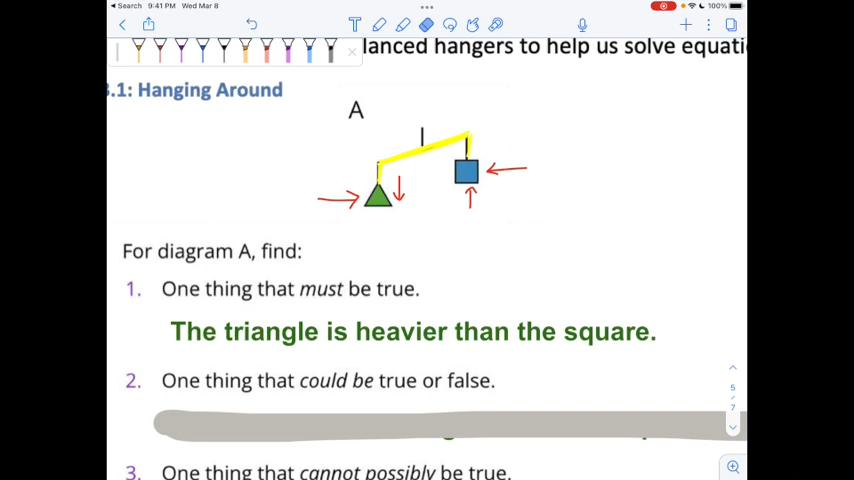 Search 9:41 PM Wed Mar 8 100%
lanced hangers to help us solve equati
.1: Hanging Around
A
For diagram A, find:
1. One thing that must be true.
The triangle is heavier than the square.
2. One thing that could be true or false.
5
7
3. One thing that cannot possibly be true.